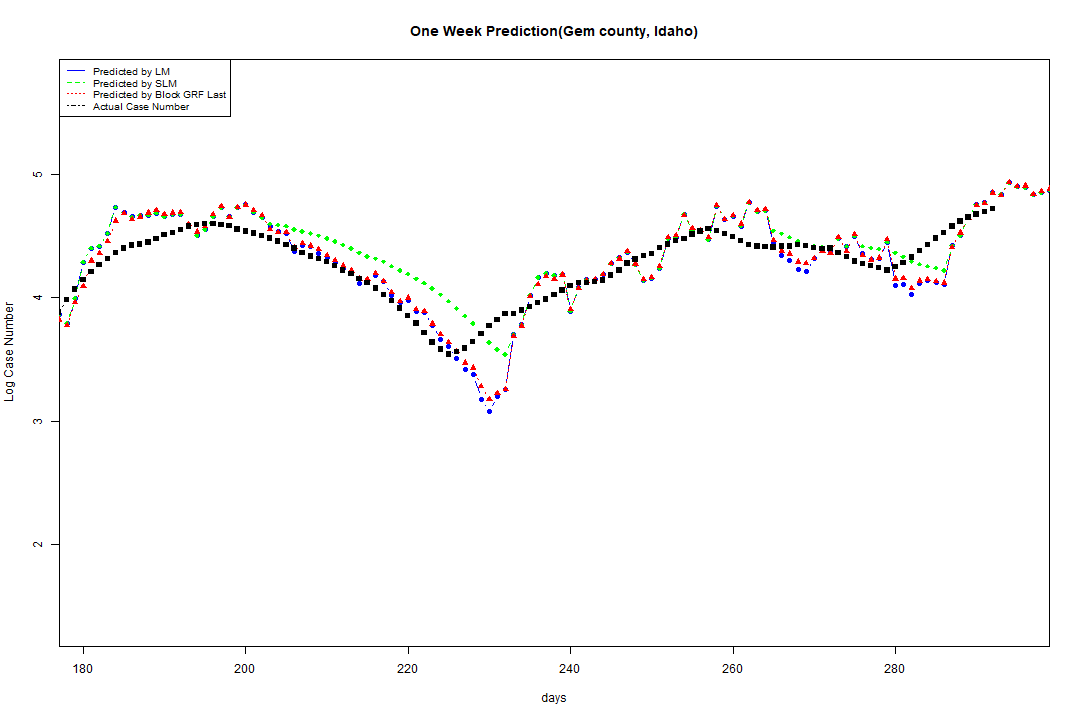 One Week Prediction(Gem county, Idaho)
Predicted by LM
Predicted by SLM
Predicted by Block GRF Last
Actual Case Number
5
4
3
2
Log Case Number
180 200 220 240 260 280
days